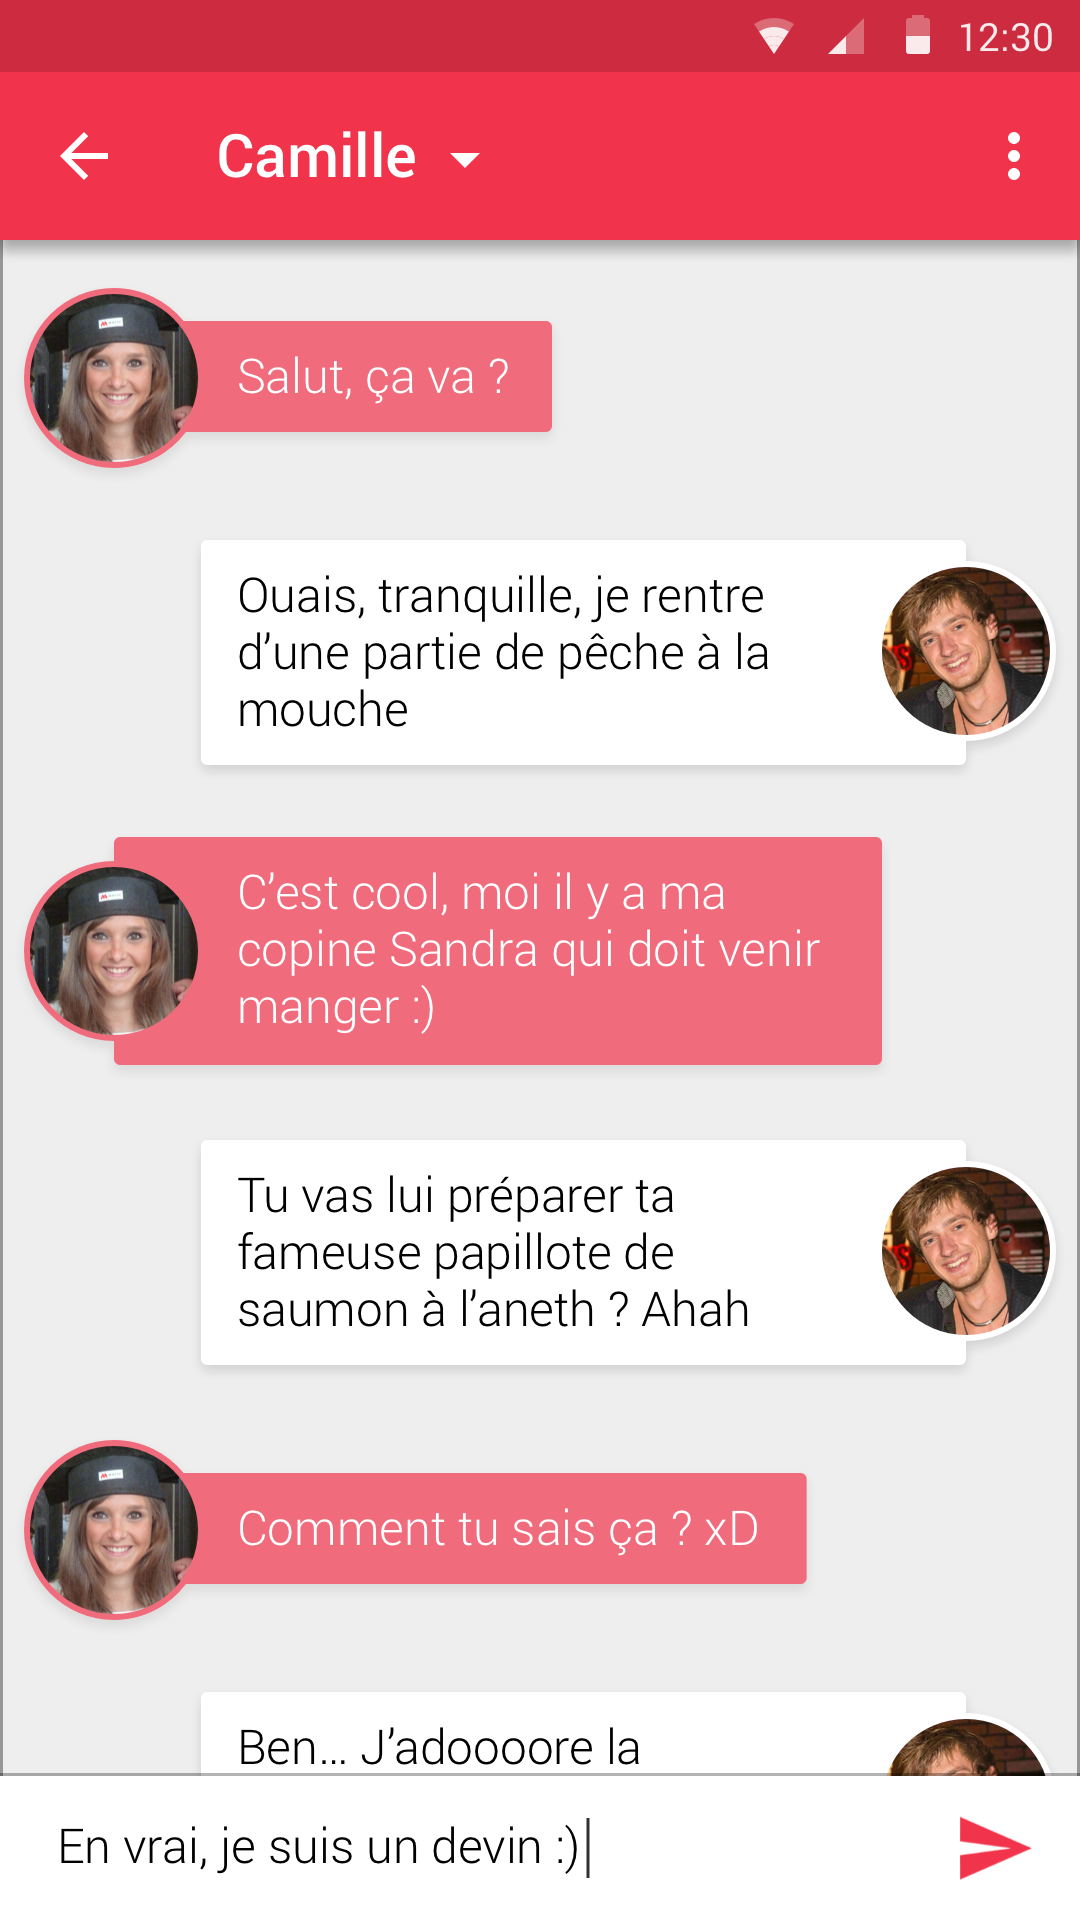 12:30
Camille
Salut, ça va ?
Ouais, tranquille, je rentre
d’une partie de pêche à la
mouche
C’est cool, moi il y a ma
copine Sandra qui doit venir
manger :)
Tu vas lui préparer ta
fameuse papillote de
saumon à l’aneth ? Ahah
Comment tu sais ça ? xD
Ben... J’adoooore la
En vrai, je suis un devin :)